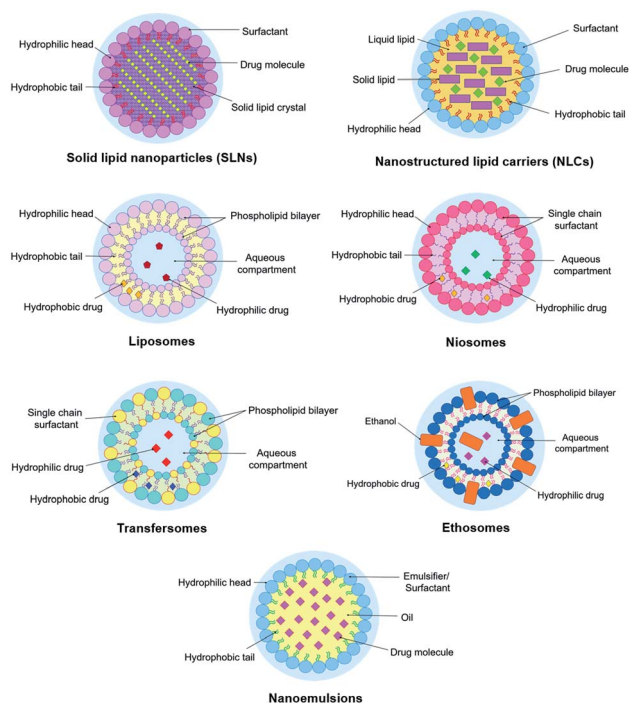 Hydrophilic head
Hydrophobic tail
Surfactant
Drug molecule
Solid lipid crystal
Solid lipid nanoparticles (SLNs)
Liquid lipid
Solid lipid
Hydrophilic head
Surfactant
Drug molecule
Hydrophobic tail
Nanostructured lipid carriers (NLCs)
Hydrophilic head
Hydrophobic tail
Hydrophobic drug
Phospholipid bilayer
Aqueous
compartment
Hydrophilic drug
Liposomes
Hydrophilic head
Hydrophobic tail
Hydrophobic drug
Single chain
surfactant
Aqueous
compartment
Hydrophilic drug
Niosomes
Single chain
surfactant
Hydrophilic drug
Hydrophobic drug
Phospholipid bilayer
Aqueous
compartment
Transfersomes
Ethanol
Hydrophobic drug
Phospholipid bilayer
Aqueous
compartment
Hydrophilic drug
Ethosomes
Hydrophilic head
Hydrophobic tail
Emulsifier/
Surfactant
Oil
Drug molecule
Nanoemulsions